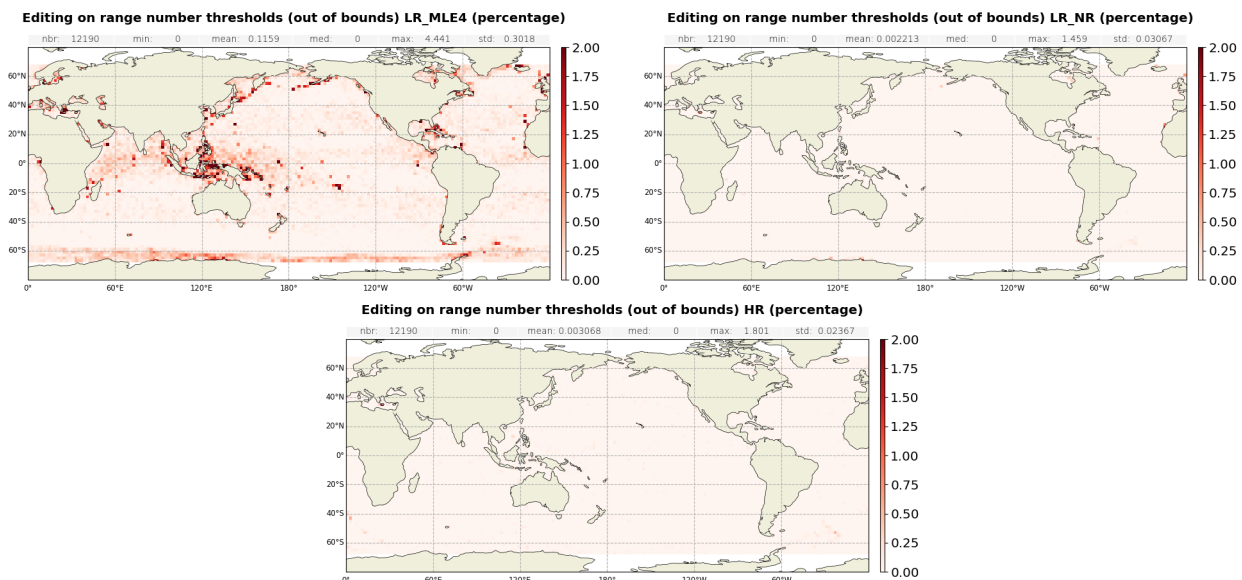 Editing on range number thresholds (out of bounds) LR_MLE4 (percentage)
nbr: 12190 min: 0 mean: 0.1159 med: 0 max: 4.441 std: 0.3018
2.00
1.75
1.50
1.25
1.00
0.75
0.50
0.25
0.00
60°N
40°N
20°N
0°
20°S
40°S
60°S
0° 60°E 120°E 180° 120°W 60°W
Editing on range number thresholds (out of bounds) LR_NR (percentage)
nbr: 12190 min: 0 mean: 0.002213 med: 0 max: 1.459 std: 0.03067
2.00
1.75
1.50
1.25
1.00
0.75
0.50
0.25
0.00
60°N
40°N
20°N
0°
20°S
40°S
60°S
0° 60°E 120°E 180° 120°W 60°W
Editing on range number thresholds (out of bounds) HR (percentage)
nbr: 12190 min: 0 mean: 0.003068 med: 0 max: 1.801 std: 0.02367
2.00
1.75
1.50
1.25
1.00
0.75
0.50
0.25
0.00
60°N
40°N
20°N
0°
20°S
40°S
60°S
0° 60°E 120°E 180° 120°W 60°W